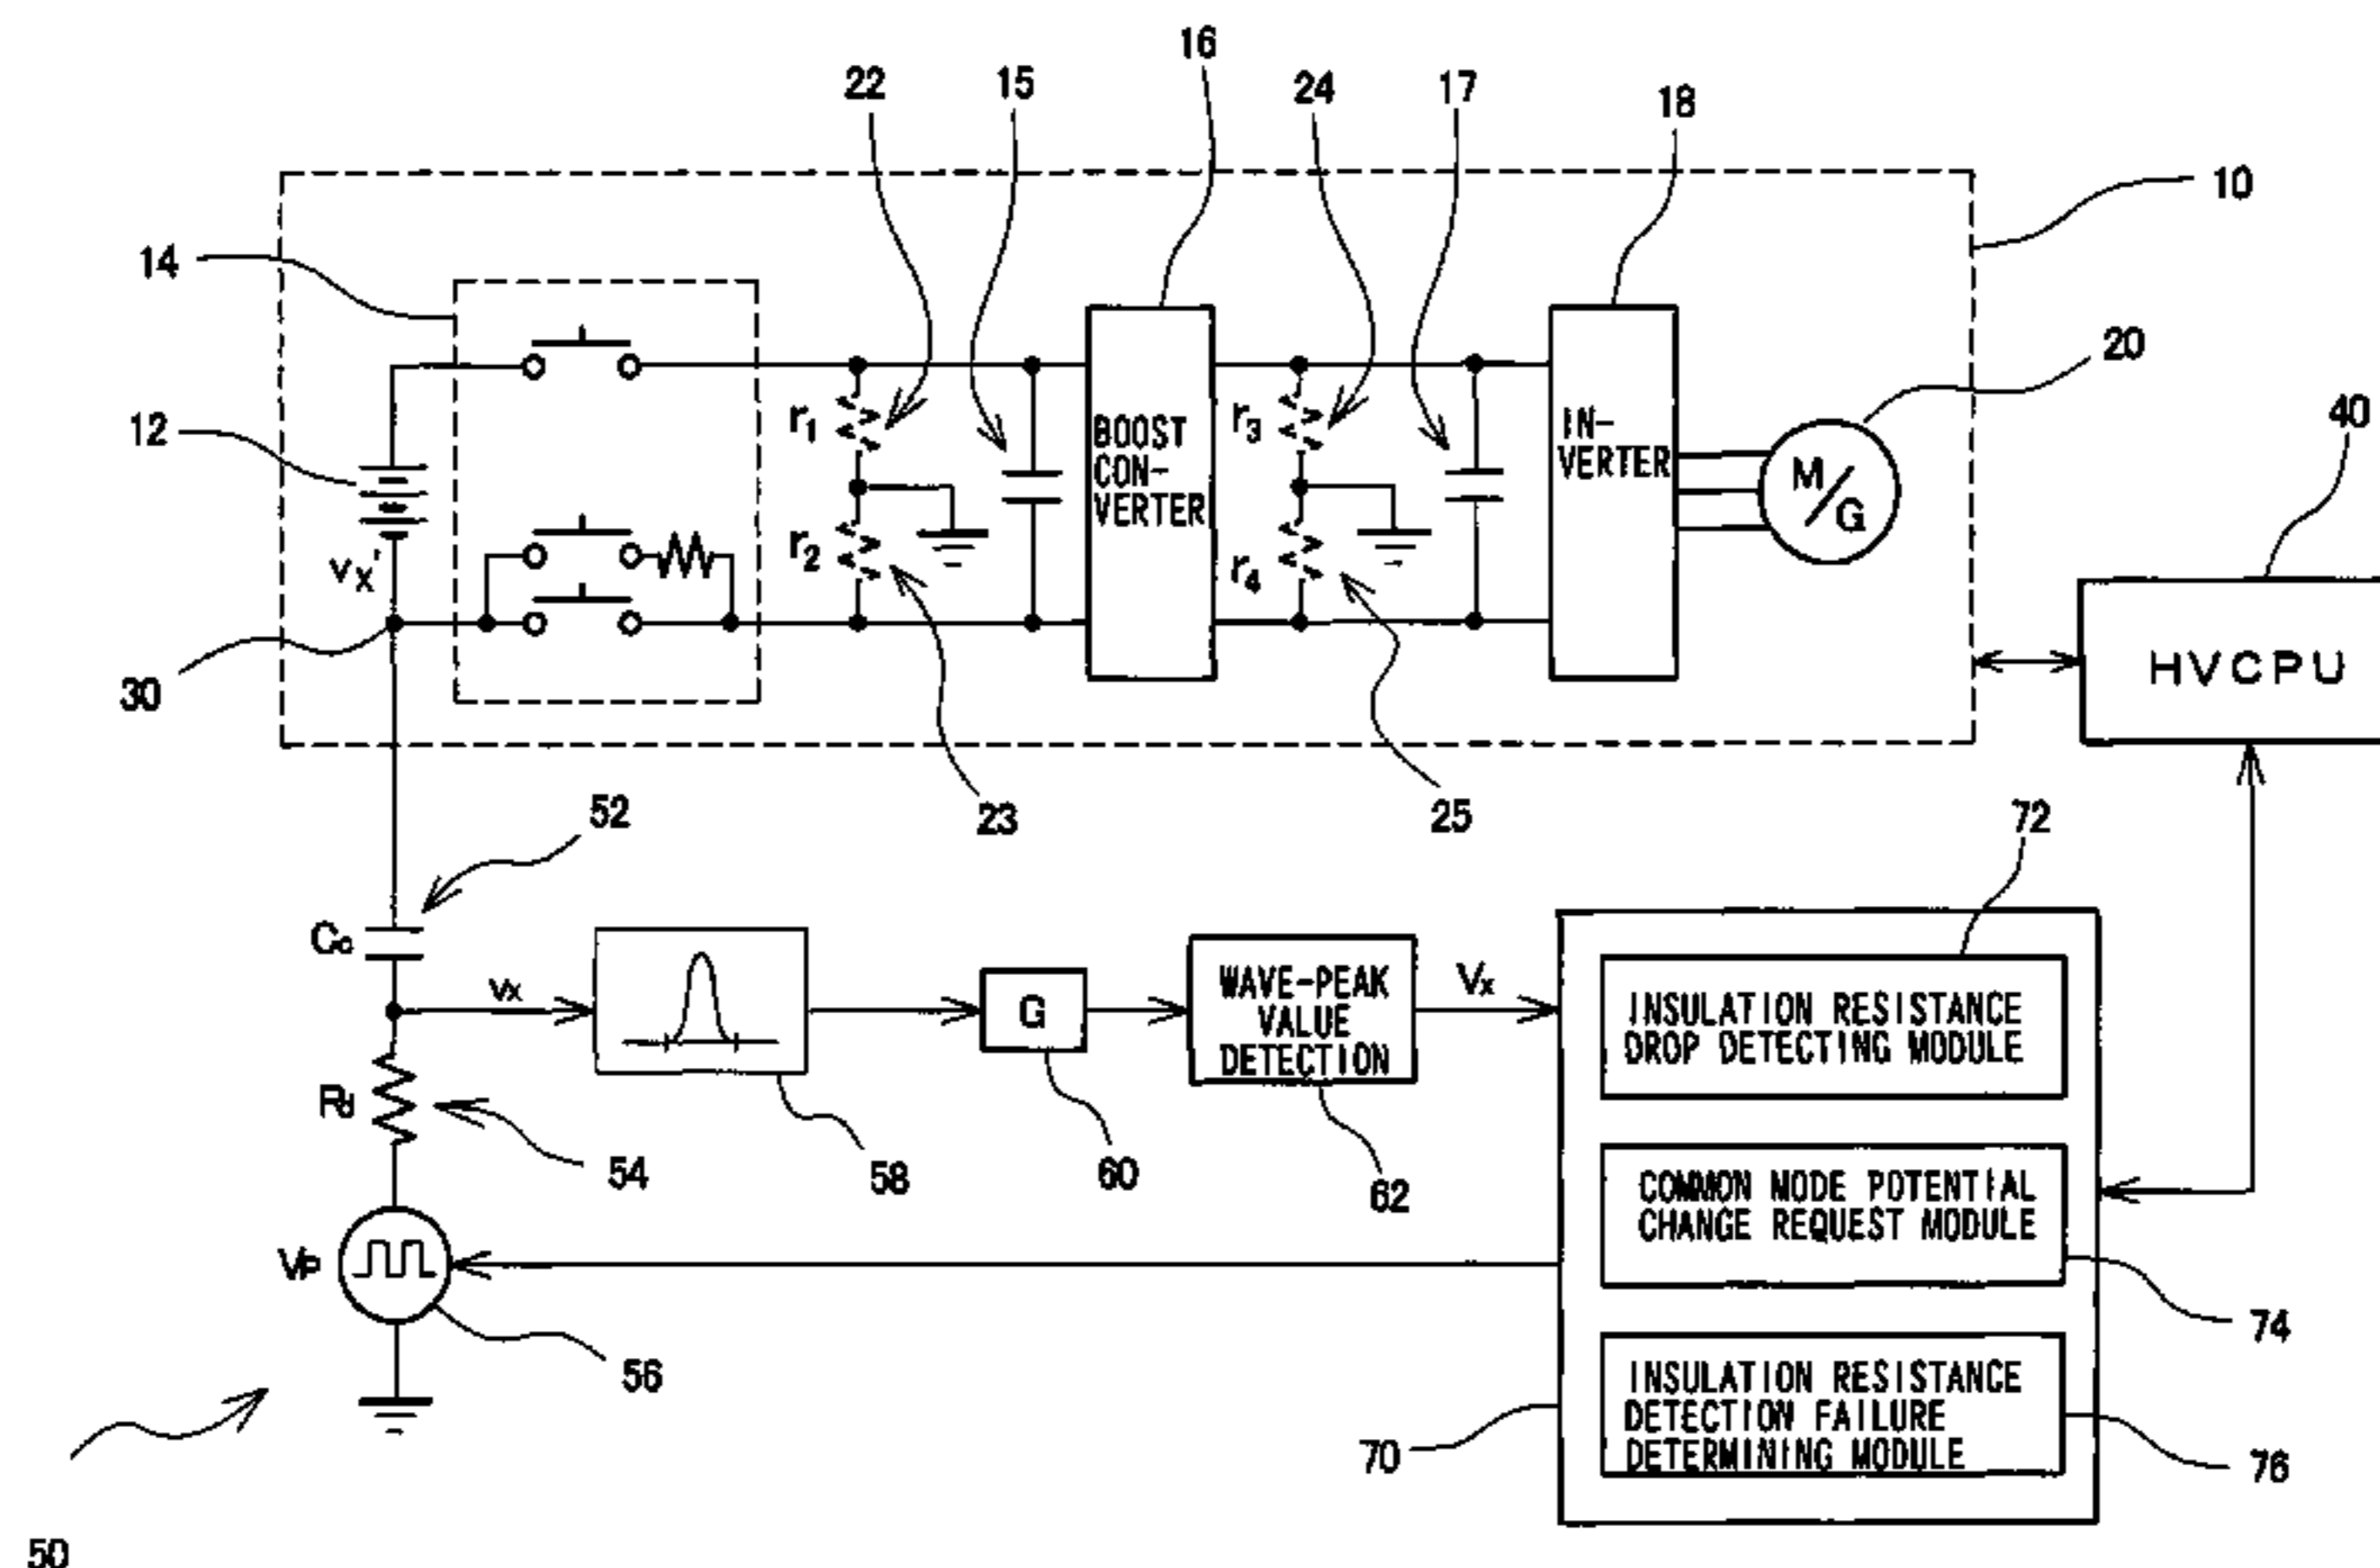 16
22
15
24
17
18
10
14
20
40
12
r1
BOOST
CON-
VERTER
r3
IN-
VERTER
M/G
r2
r4
vx'
HVCPU
30
23
25
52
72
Cd
vx
G
WAVE-PEAK
VALUE
DETECTION
Vx
INSULATION RESISTANCE
DROP DETECTING MODULE
Rd
54
58
60
62
COMMON NODE POTENTIAL
CHANGE REQUEST MODULE
VP
74
56
INSULATION RESISTANCE
DETECTION FAILURE
DETERMINING MODULE
70
76
50